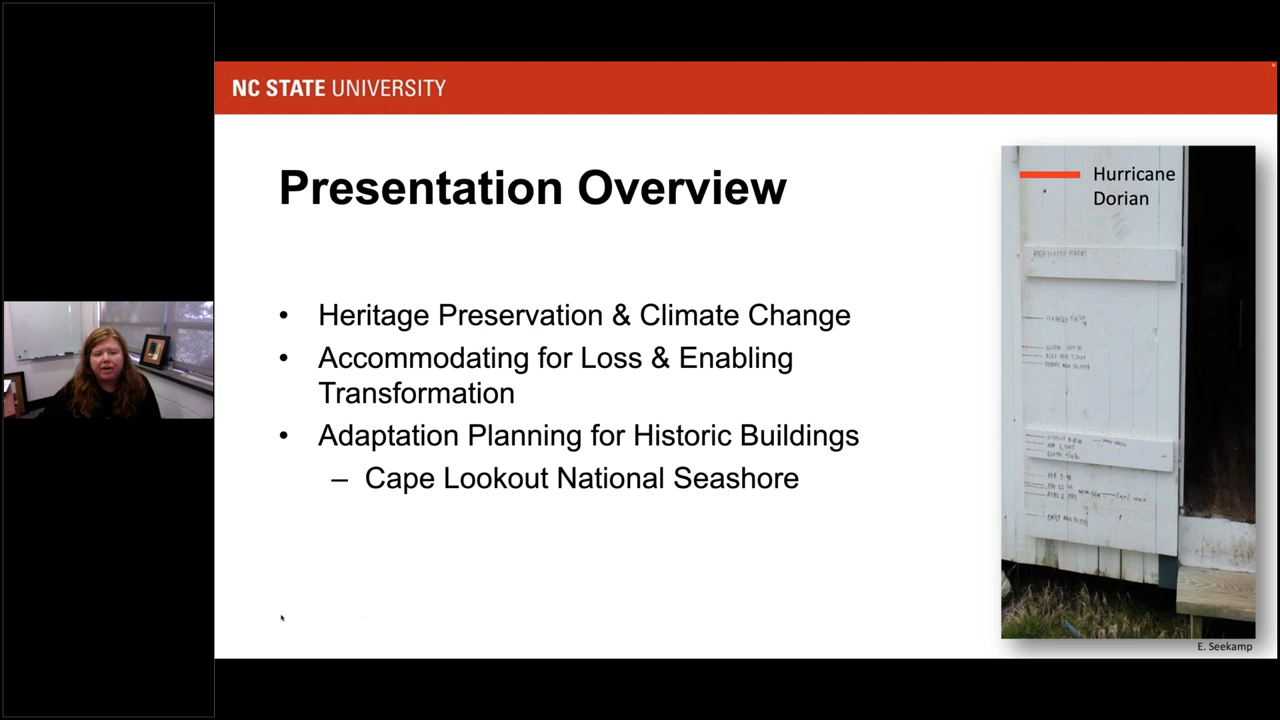 NC STATE UNIVERSITY
Presentation Overview
• Heritage Preservation & Climate Change
• Accommodating for Loss & Enabling
Transformation
• Adaptation Planning for Historic Buildings
– Cape Lookout National Seashore
Hurricane
Dorian
E. Seekamp